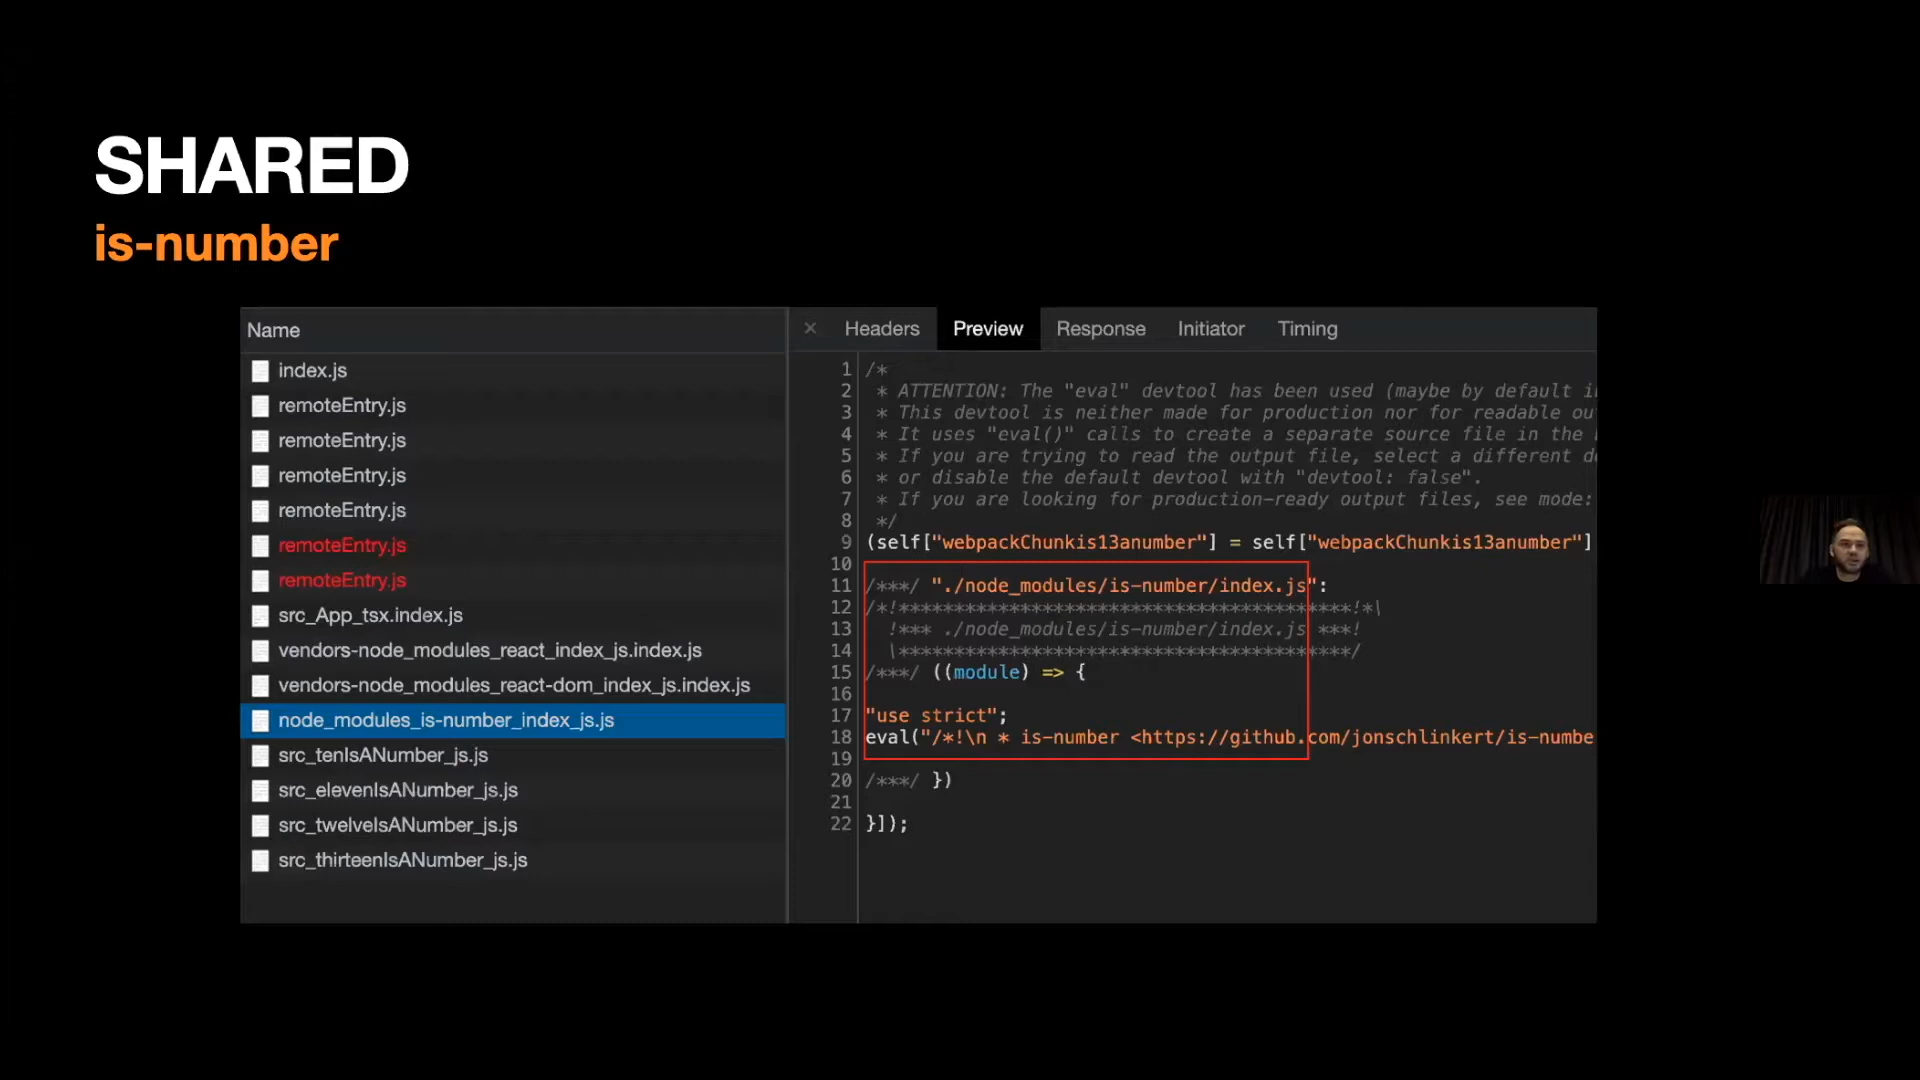 SHARED
is-number
Name
index.js
remoteEntry.js
remoteEntry.js
remoteEntry.js
remoteEntry.js
remoteEntry.js
remoteEntry.js
src_App_tsx.index.js
vendors-node_modules_react_index_js.index.js
vendors-node_modules_react-dom_index_js.index.js
node_modules_is-number_index_js.js
src_tenIsANumber_js.js
src_elevenIsANumber_js.js
src_twelveIsANumber_js.js
src_thirteenIsANumber_js.js
× Headers Preview Response Initiator Timing
1 /*
2 * ATTENTION: The "eval" devtool has been used (maybe by default i
3 * This devtool is neither made for production nor for readable ou
4 * It uses "eval()" calls to create a separate source file in the
5 * If you are trying to read the output file, select a different d
6 * or disable the default devtool with "devtool: false".
7 * If you are looking for production-ready output files, see mode:
8 */
9 (self["webpackChunkis13anumber"] = self["webpackChunkis13anumber"]
10
11 /***/ "./node_modules/is-number/index.js":
12 /*!*****************************************!*\
13 !*** ./node_modules/is-number/index.js ***!
14 \*****************************************/
15 /***/ ((module) => {
16
17 "use strict";
18 eval("/*!\n * is-number <https://github.com/jonschlinkert/is-numbe
19
20 /***/ })
21
22 }]);